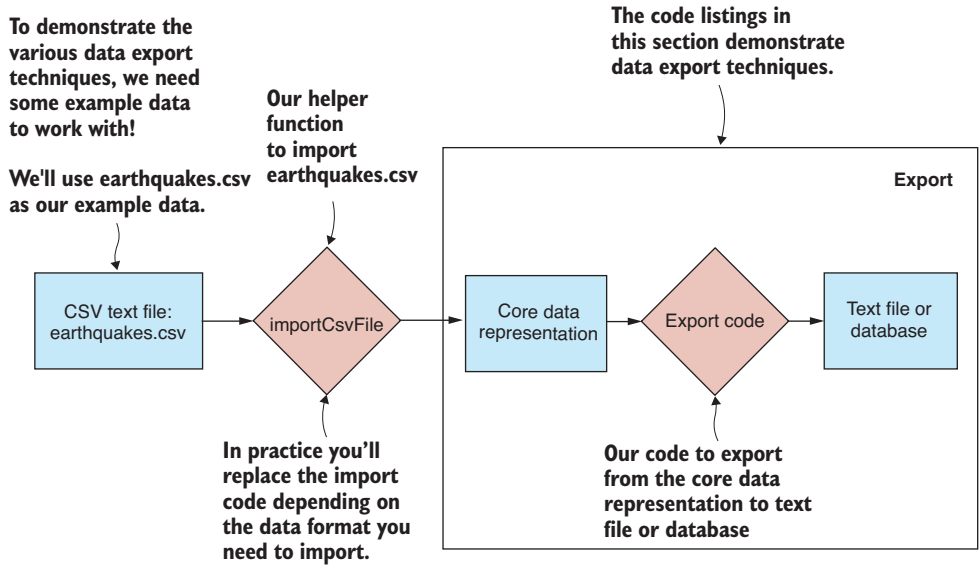 To demonstrate the
various data export
techniques, we need
some example data
to work with!
We'll use earthquakes.csv
as our example data.
Our helper
function
to import
earthquakes.csv
The code listings in
this section demonstrate
data export techniques.
Export
CSV text file:
earthquakes.csv
importCsvFile
Core data
representation
Export code
Text file or
database
In practice you’ll
replace the import
code depending on
the data format you
need to import.
Our code to export
from the core data
representation to text
file or database